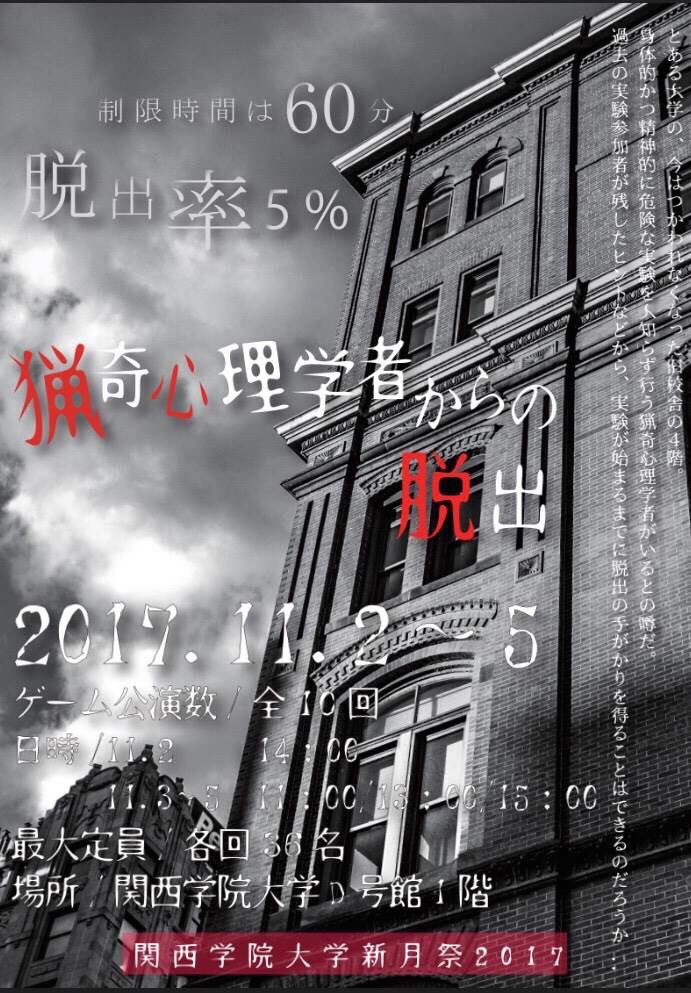 とある大学の、今はつかわれなくなった旧校舎の4階。
身体的かつ精神的に危険な実験を人知らず行う猟奇心理学者がいるとの噂だ。
過去の実験参加者が残したヒントなどから、実験が始まるまでに脱出の手がかりを得ることはできるのだろうか...
制限時間は60分
脱出率5%
猟奇心理学者からの
脱出
2017.11.2〜5
ゲーム公演数/全10回
日時/11.2 14:00
11.3~5 11:00/13:00/15:00
最大定員/各回36名
場所/関西学院大学D号館1階
関西学院大学新月祭2017